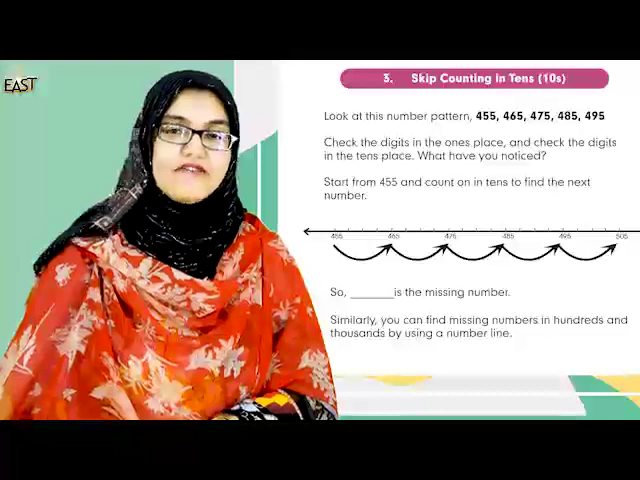 EAST
3. Skip Counting in Tens (10s)
Look at this number pattern, 455, 465, 475, 485, 495
Check the digits in the ones place, and check the digits
in the tens place. What have you noticed?
Start from 455 and count on in tens to find the next
number.
455 465 475 485 495 505
So, _______is the missing number.
Similarly, you can find missing numbers in hundreds and
thousands by using a number line.